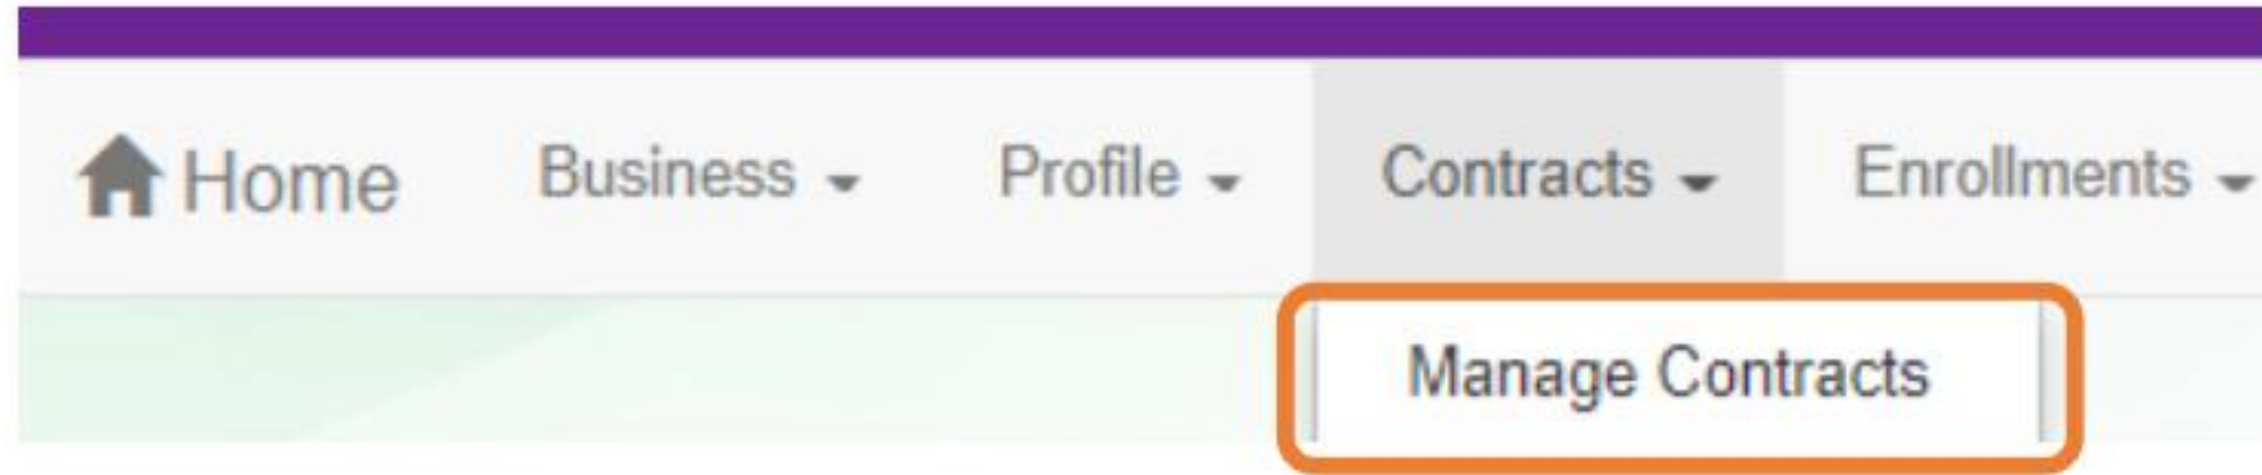 Home Business Profile Contracts Enrollments
Manage Contracts